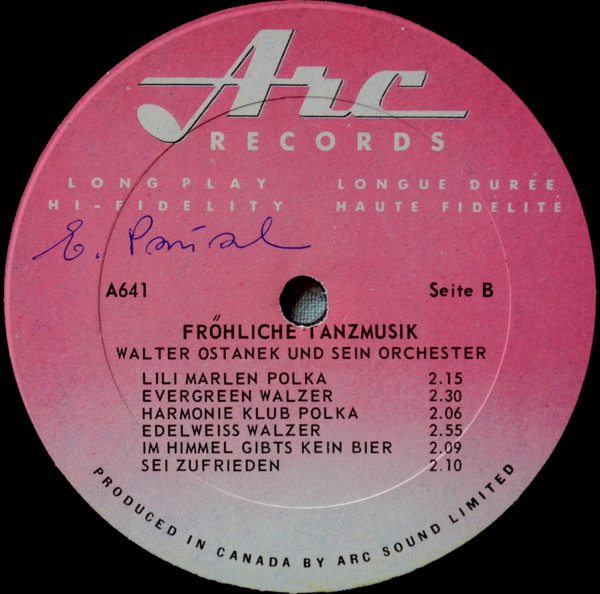 Arc
RECORDS
LONG PLAY LONGUE DURÉE
HI-FIDELITY HAUTE FIDÉLITÉ
E.
A641 Seite B
FRÖHLICHE TANZMUSIK
WALTER OSTANEK UND SEIN ORCHESTER
LILI MARLEN POLKA 2.15
EVERGREEN WALZER 2.30
HARMONIE KLUB POLKA 2.06
EDELWEISS WALZER 2.55
IM HIMMEL GIBTS KEIN BIER 2.09
SEI ZUFRIEDEN 2.10
PRODUCED IN CANADA BY ARC SOUND LIMITED